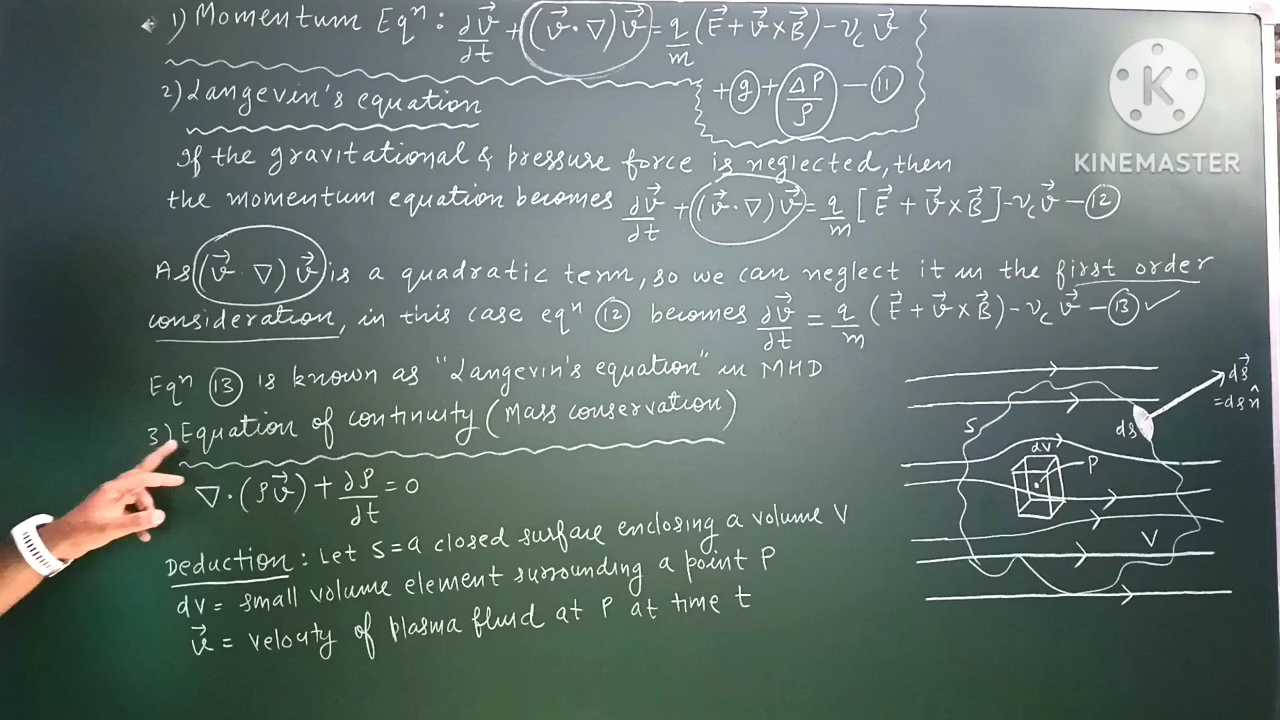 1) Momentum Eqⁿ: ∂v⃗/∂t + (v⃗·∇)v⃗ = q/m (E⃗ + v⃗×B⃗) - ν_c v⃗
+ g + ΔP/ρ — 11
2) Langevin's equation
If the gravitational & pressure force is neglected, then
the momentum equation becomes ∂v⃗/∂t + (v⃗·∇)v⃗ = q/m [E⃗ + v⃗×B⃗] - ν_c v⃗ — 12
As (v⃗ ∇) v⃗ is a quadratic term, so we can neglect it in the first order
consideration, in this case eqⁿ 12 becomes ∂v⃗/∂t = q/m (E⃗ + v⃗×B⃗) - ν_c v⃗ — 13 ✓
Eqⁿ 13 is known as "Langevin's equation" in MHD
3) Equation of continuity (Mass conservation)
∇·(ρv⃗) + ∂ρ/∂t = 0
Deduction: Let S = a closed surface enclosing a volume V
dv = small volume element surrounding a point P
v⃗ = velouty of plasma fluid at P at time t
ds⃗
= ds n̂
S
ds
dv
P
V
K
KINEMASTER